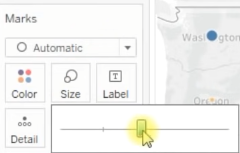 Marks
Automatic
Color
Size
Label
T
Detail
Washington
Oregon